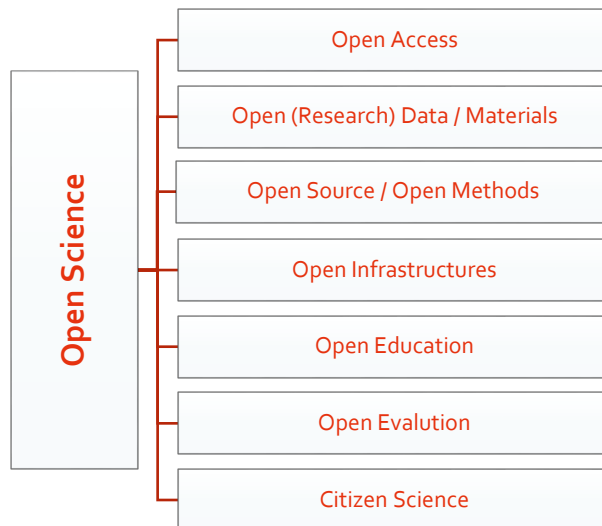 Open Science
Open Access
Open (Research) Data / Materials
Open Source / Open Methods
Open Infrastructures
Open Education
Open Evalution
Citizen Science